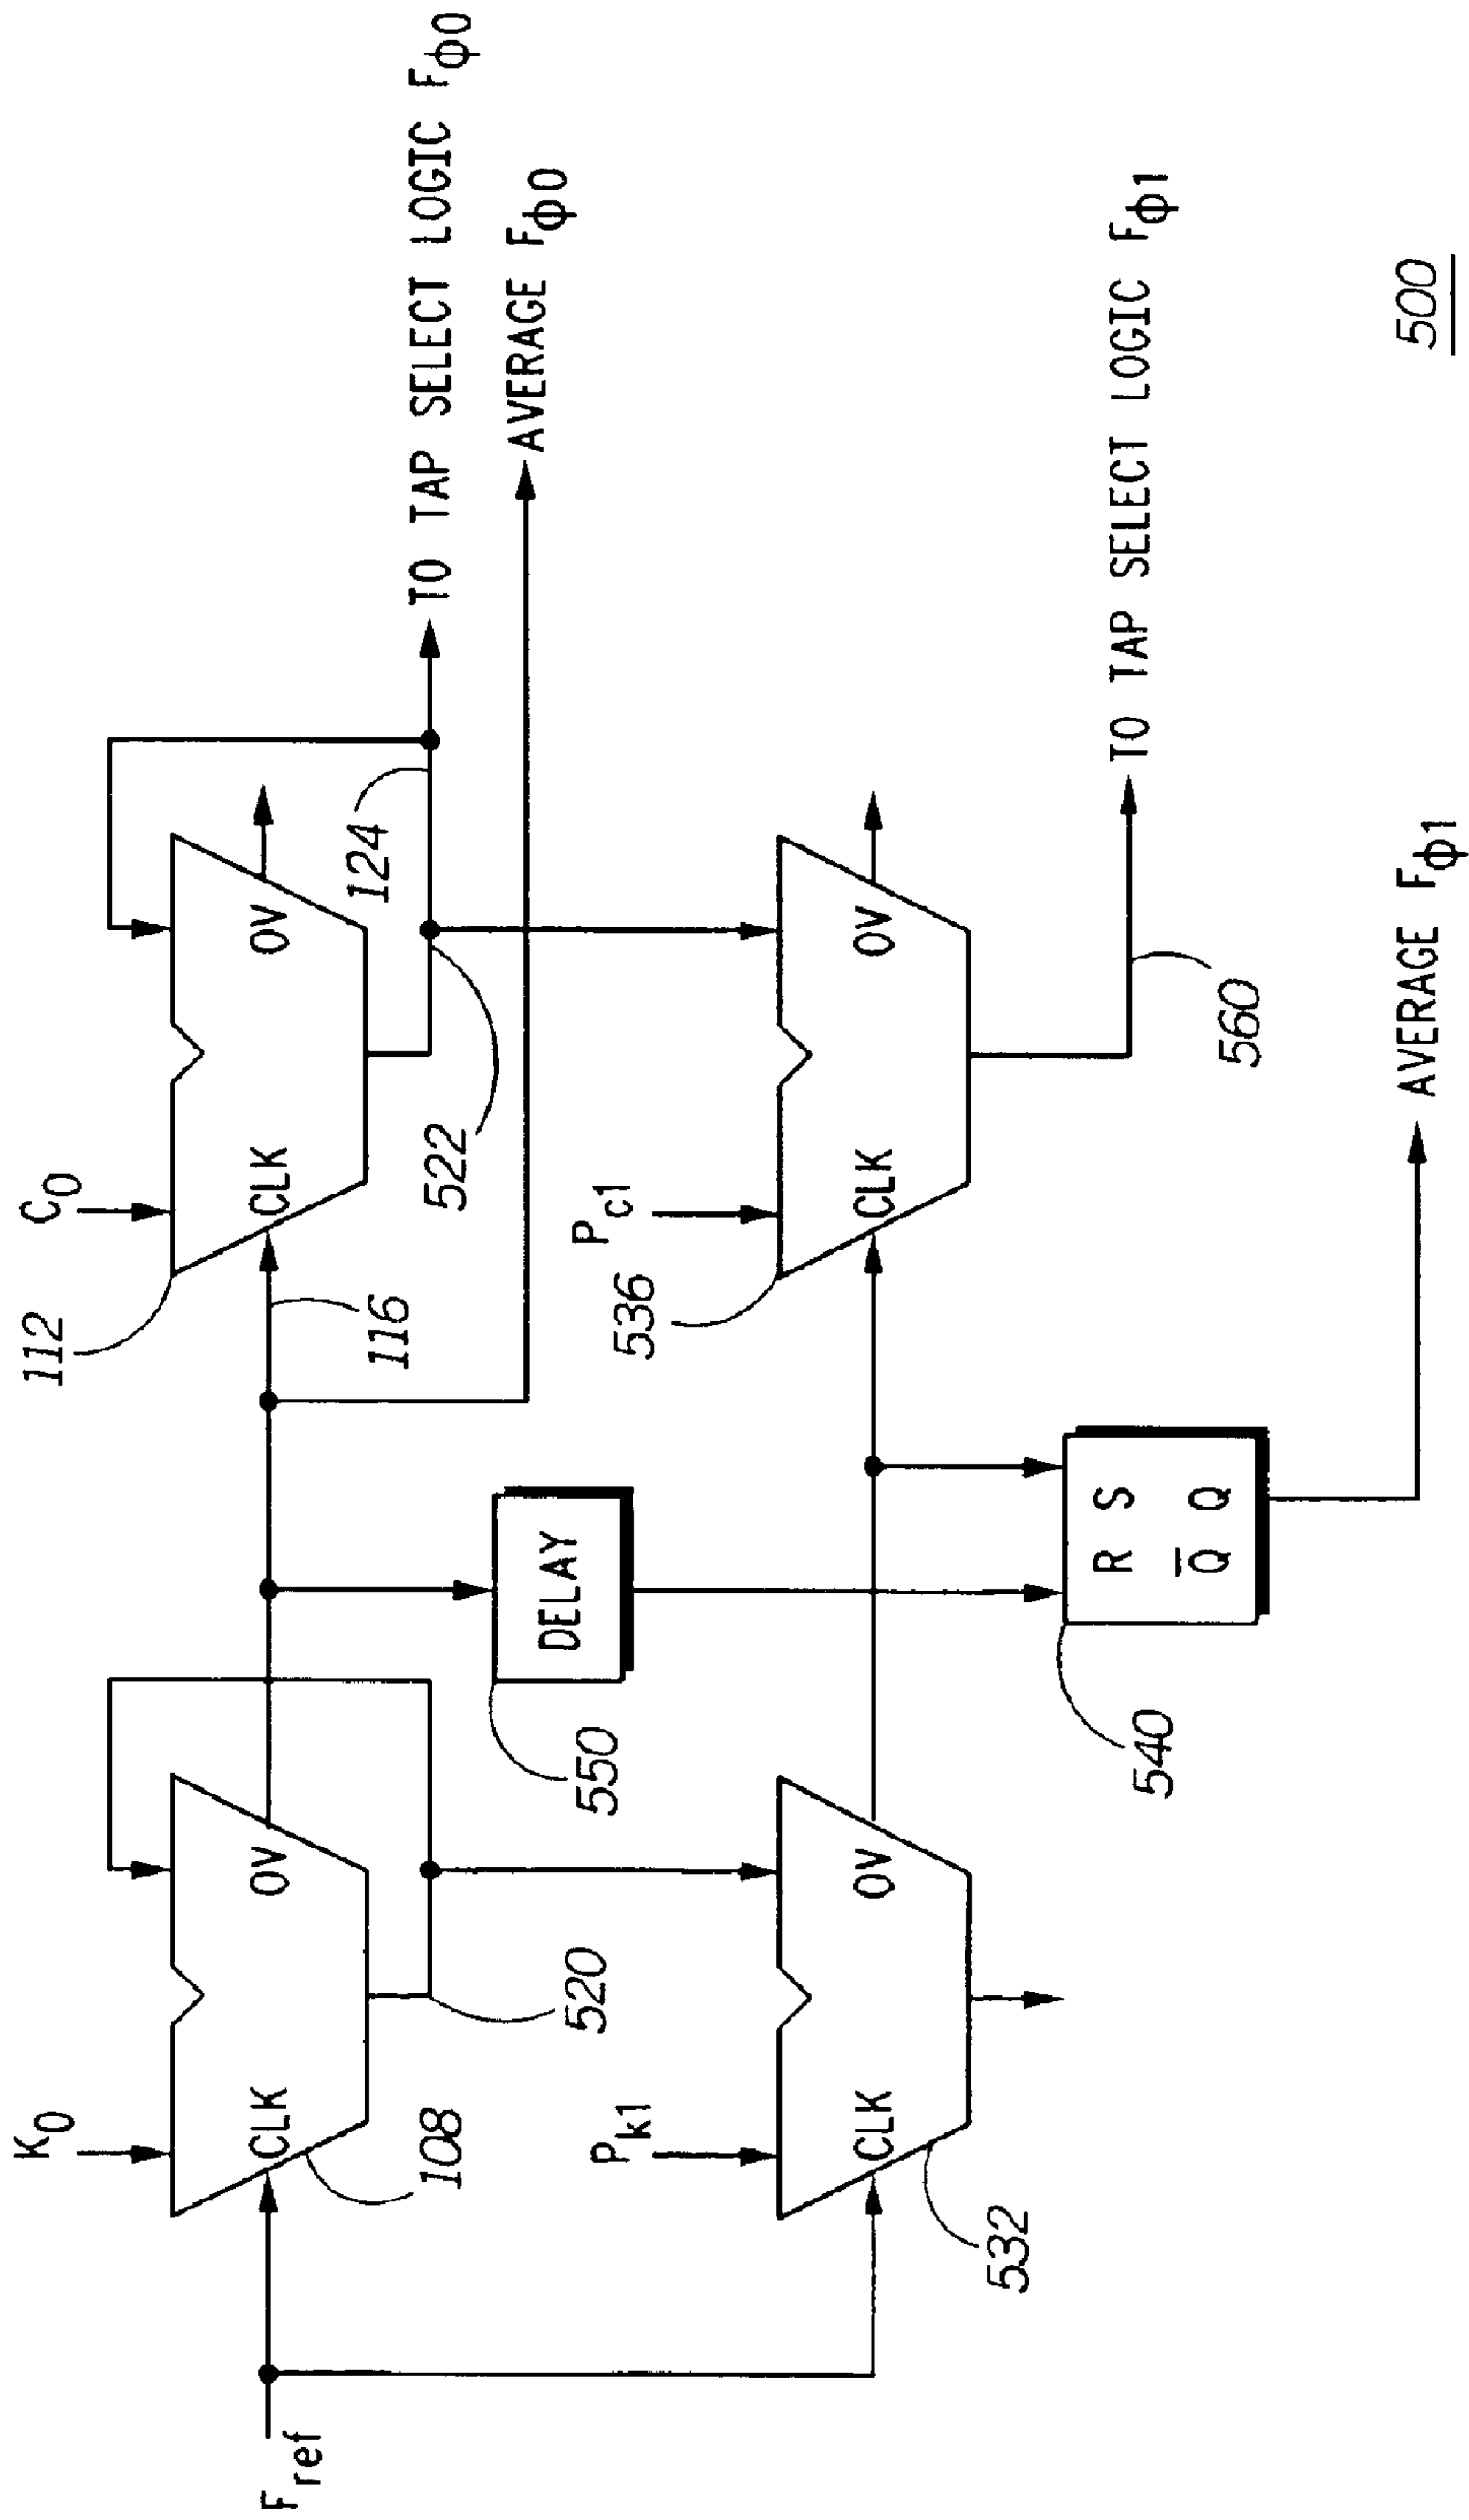 K0
C0
112
CLK
OV
CLK
OV
116
124
TO TAP SELECT LOGIC Fϕ0
108
522
AVERAGE Fϕ0
520
550
DELAY
Fref
Pk1
Pc1
536
CLK
OV
CLK
OV
532
540
R S
Q̅ Q
560
TO TAP SELECT LOGIC Fϕ1
AVERAGE Fϕ1
500